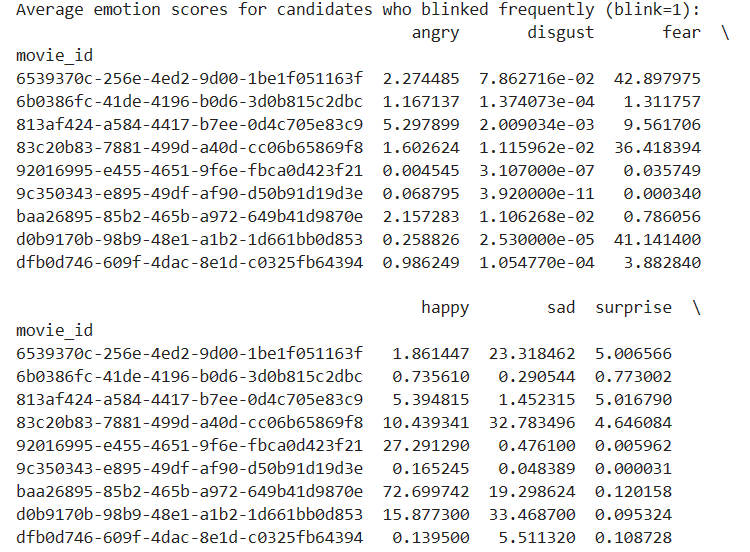 Average emotion scores for candidates who blinked frequently (blink=1):
angry disgust fear \
movie_id
6539370c-256e-4ed2-9d00-1be1f051163f 2.274485 7.862716e-02 42.897975
6b0386fc-41de-4196-b0d6-3d0b815c2dbc 1.167137 1.374073e-04 1.311757
813af424-a584-4417-b7ee-0d4c705e83c9 5.297899 2.009034e-03 9.561706
83c20b83-7881-499d-a40d-cc06b65869f8 1.602624 1.115962e-02 36.418394
92016995-e455-4651-9f6e-fbca0d423f21 0.004545 3.107000e-07 0.035749
9c350343-e895-49df-af90-d50b91d19d3e 0.068795 3.920000e-11 0.000340
baa26895-85b2-465b-a972-649b41d9870e 2.157283 1.106268e-02 0.786056
d0b9170b-98b9-48e1-a1b2-1d661bb0d853 0.258826 2.530000e-05 41.141400
dfb0d746-609f-4dac-8e1d-c0325fb64394 0.986249 1.054770e-04 3.882840
happy sad surprise \
movie_id
6539370c-256e-4ed2-9d00-1be1f051163f 1.861447 23.318462 5.006566
6b0386fc-41de-4196-b0d6-3d0b815c2dbc 0.735610 0.290544 0.773002
813af424-a584-4417-b7ee-0d4c705e83c9 5.394815 1.452315 5.016790
83c20b83-7881-499d-a40d-cc06b65869f8 10.439341 32.783496 4.646084
92016995-e455-4651-9f6e-fbca0d423f21 27.291290 0.476100 0.005962
9c350343-e895-49df-af90-d50b91d19d3e 0.165245 0.048389 0.000031
baa26895-85b2-465b-a972-649b41d9870e 72.699742 19.298624 0.120158
d0b9170b-98b9-48e1-a1b2-1d661bb0d853 15.877300 33.468700 0.095324
dfb0d746-609f-4dac-8e1d-c0325fb64394 0.139500 5.511320 0.108728